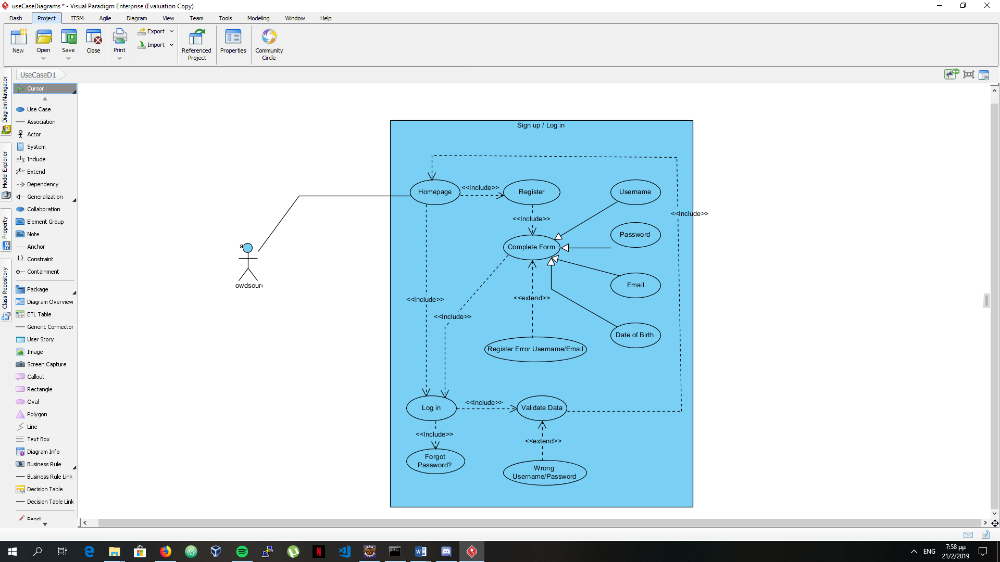 useCaseDiagrams * - Visual Paradigm Enterprise (Evaluation Copy)
Dash Project ITSM Agile Diagram View Team Tools Modeling Window Help
New
Open
Save
Close
Print
Export
Import
Referenced
Project
Properties
Community
Circle
UseCaseD1
9+
Diagram Navigator
Model Explorer
Property
Class Repository
Cursor
Use Case
Association
Actor
System
Include
Extend
Dependency
Generalization
Collaboration
Element Group
Note
Anchor
Constraint
Containment
Package
Diagram Overview
ETL Table
Generic Connector
User Story
Image
Screen Capture
Callout
Rectangle
Oval
Polygon
Line
Text Box
Diagram Info
Business Rule
Business Rule Link
Decision Table
Decision Table Link
Pencil
Sign up / Log in
Homepage
<<Include>>
Register
Username
<<Include>>
<<Include>>
Password
Complete Form
a
owdsour
Email
<<extend>>
<<Include>>
<<Include>>
Date of Birth
Register Error Username/Email
Log in
<<Include>>
Validate Data
<<Include>>
<<extend>>
Forgot
Password?
Wrong
Username/Password
ENG
7:58 μμ
21/2/2019